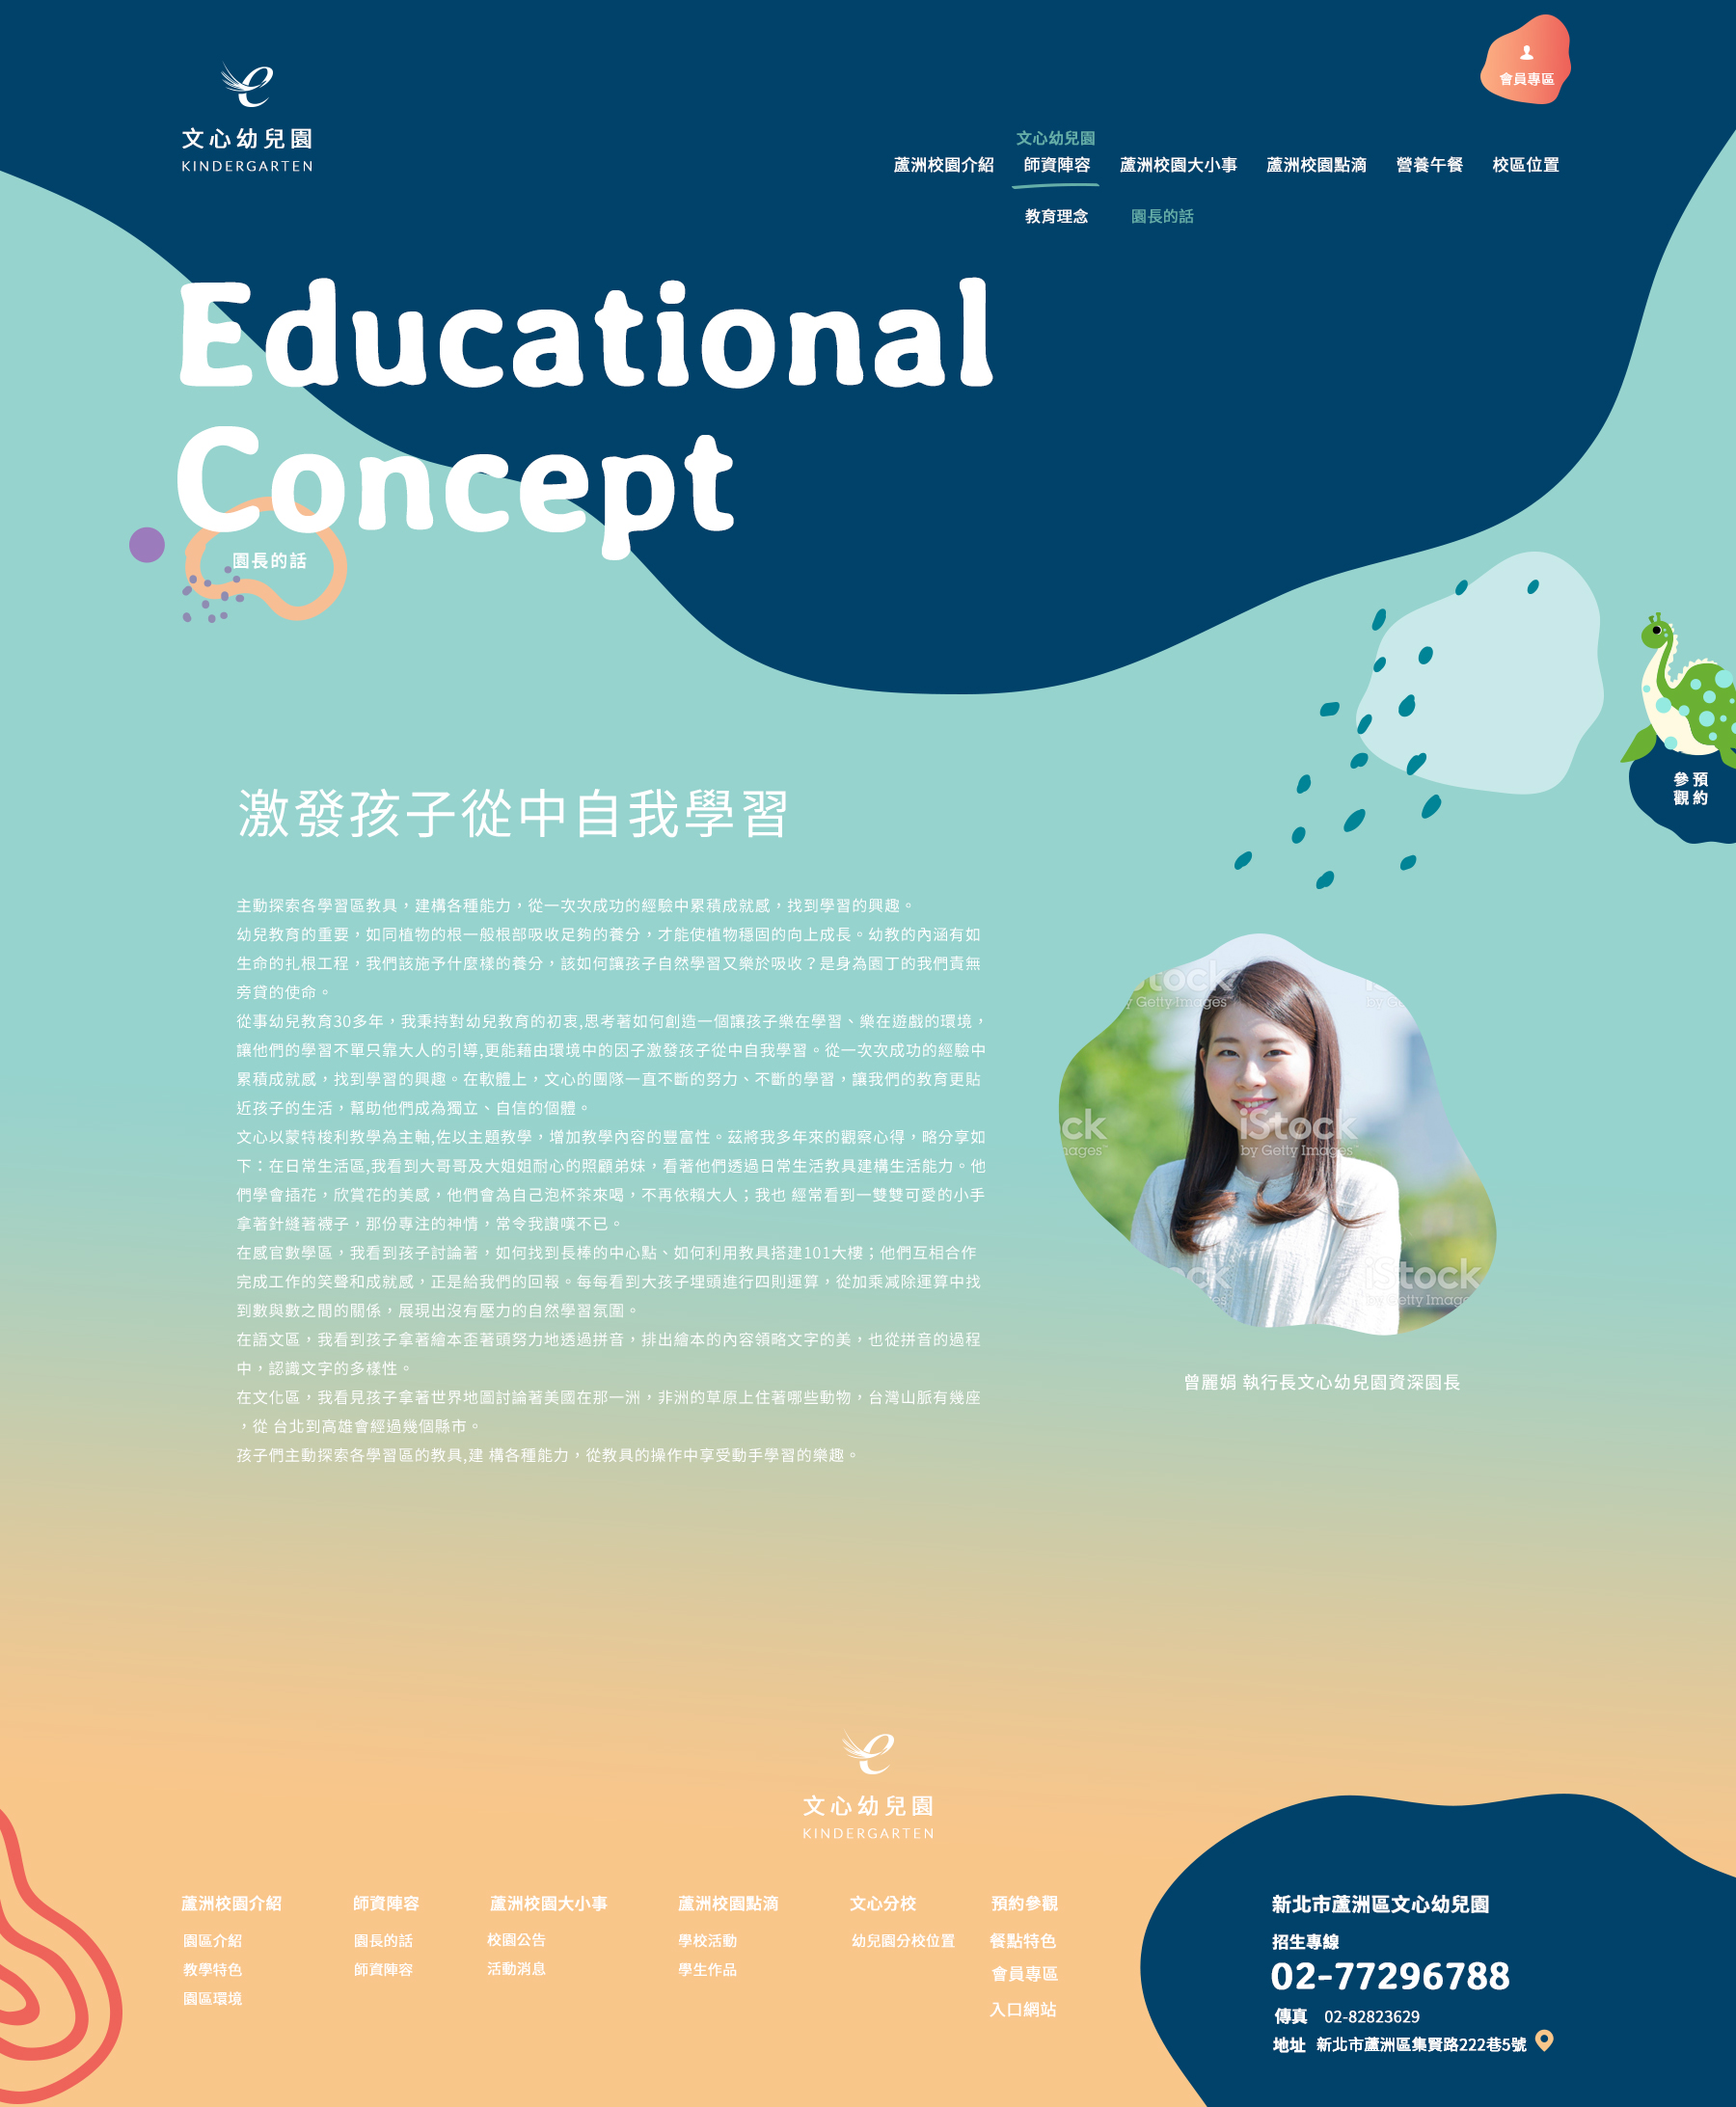 會員專區
文心幼兒園
KINDERGARTEN
文心幼兒園
蘆洲校園介紹 師資陣容 蘆洲校園大小事 蘆洲校園點滴 營養午餐 校區位置
教育理念 園長的話
Educational
Concept
園長的話
參預
觀約
激發孩子從中自我學習
主動探索各學習區教具，建構各種能力，從一次次成功的經驗中累積成就感，找到學習的興趣。
幼兒教育的重要，如同植物的根一般根部吸收足夠的養分，才能使植物穩固的向上成長。幼教的內涵有如
生命的扎根工程，我們該施予什麼樣的養分，該如何讓孩子自然學習又樂於吸收？是身為園丁的我們責無
旁貸的使命。
從事幼兒教育30多年，我秉持對幼兒教育的初衷,思考著如何創造一個讓孩子樂在學習、樂在遊戲的環境，
讓他們的學習不單只靠大人的引導,更能藉由環境中的因子激發孩子從中自我學習。從一次次成功的經驗中
累積成就感，找到學習的興趣。在軟體上，文心的團隊一直不斷的努力、不斷的學習，讓我們的教育更貼
近孩子的生活，幫助他們成為獨立、自信的個體。
文心以蒙特梭利教學為主軸,佐以主題教學，增加教學內容的豐富性。茲將我多年來的觀察心得，略分享如
下：在日常生活區,我看到大哥哥及大姐姐耐心的照顧弟妹，看著他們透過日常生活教具建構生活能力。他
們學會插花，欣賞花的美感，他們會為自己泡杯茶來喝，不再依賴大人；我也 經常看到一雙雙可愛的小手
拿著針縫著襪子，那份專注的神情，常令我讚嘆不已。
在感官數學區，我看到孩子討論著，如何找到長棒的中心點、如何利用教具搭建101大樓；他們互相合作
完成工作的笑聲和成就感，正是給我們的回報。每每看到大孩子埋頭進行四則運算，從加乘減除運算中找
到數與數之間的關係，展現出沒有壓力的自然學習氛圍。
在語文區，我看到孩子拿著繪本歪著頭努力地透過拼音，拼出繪本的內容領略文字的美，也從拼音的過程
中，認識文字的多樣性。
在文化區，我看見孩子拿著世界地圖討論著美國在那一洲，非洲的草原上住著哪些動物，台灣山脈有幾座
，從 台北到高雄會經過幾個縣市。
孩子們主動探索各學習區的教具,建 構各種能力，從教具的操作中享受動手學習的樂趣。
iStock
by Getty Images
iStock
by Getty Images
iStock
by Getty Images
曾麗娟 執行長文心幼兒園資深園長
文心幼兒園
KINDERGARTEN
蘆洲校園介紹 師資陣容 蘆洲校園大小事 蘆洲校園點滴 文心分校 預約參觀
園區介紹 園長的話 校園公告 學校活動 幼兒園分校位置 餐點特色
教學特色 師資陣容 活動消息 學生作品 會員專區
園區環境 入口網站
新北市蘆洲區文心幼兒園
招生專線
02-77296788
傳真 02-82823629
地址 新北市蘆洲區集賢路222巷5號